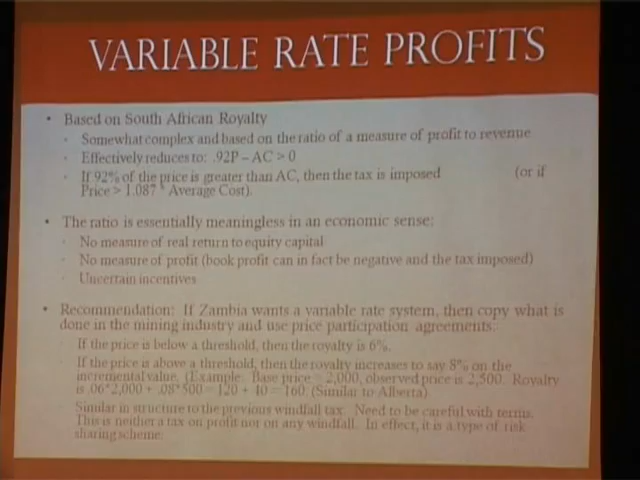 VARIABLE RATE PROFITS
• Based on South African Royalty
Somewhat complex and based on the ratio of a measure of profit to revenue
Effectively reduces to: .92P – AC > 0
If 92% of the price is greater than AC, then the tax is imposed (or if
Price > 1.087 * Average Cost).
• The ratio is essentially meaningless in an economic sense:
No measure of real return to equity capital
No measure of profit (book profit can in fact be negative and the tax imposed)
Uncertain incentives
• Recommendation: If Zambia wants a variable rate system, then copy what is
done in the mining industry and use price participation agreements:
If the price is below a threshold, then the royalty is 6%.
If the price is above a threshold, then the royalty increases to say 8% on the
incremental value. (Example: Base price = 2,000, observed price is 2,500. Royalty
is .06*2,000 + .08*500 = 120 + 40 = 160. (Similar to Alberta)
Similar in structure to the previous windfall tax. Need to be careful with terms.
This is neither a tax on profit nor on any windfall. In effect, it is a type of risk
sharing scheme.